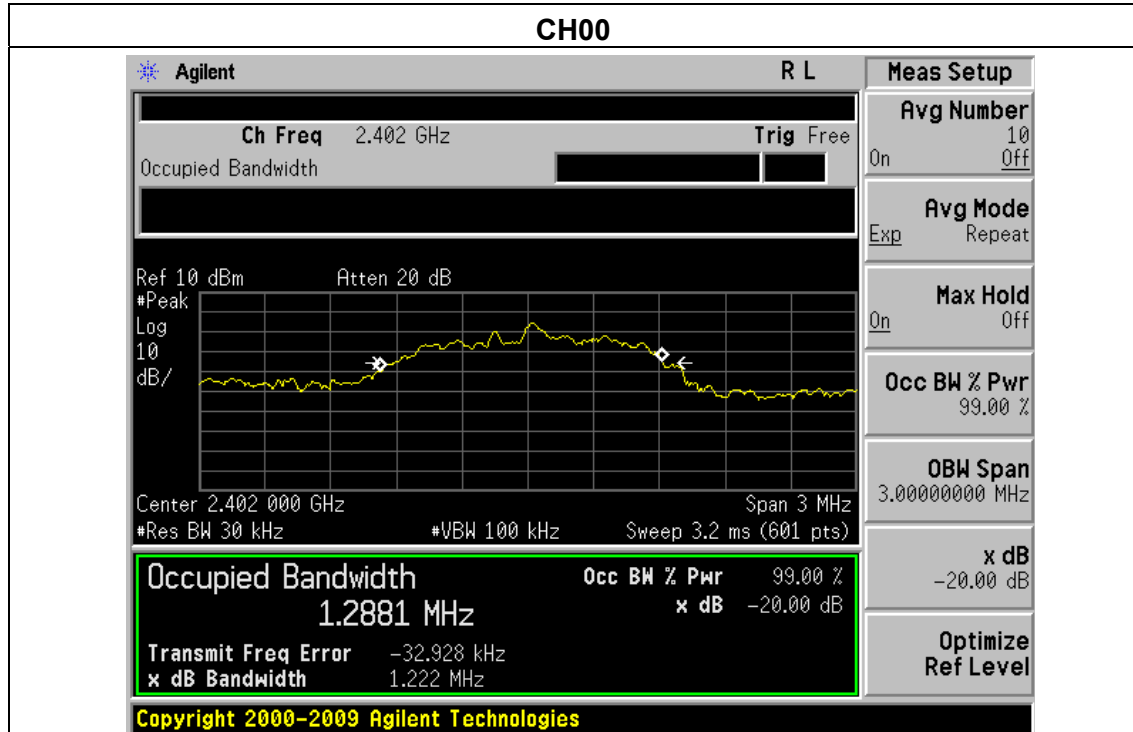 CH00
Agilent R L Meas Setup
Ch Freq 2.402 GHz Trig Free
Occupied Bandwidth
Avg Number
10
On Off
Avg Mode
Exp Repeat
Max Hold
On Off
Occ BW % Pwr
99.00 %
OBW Span
3.00000000 MHz
x dB
-20.00 dB
Optimize
Ref Level
Ref 10 dBm Atten 20 dB
#Peak
Log
10
dB/
Center 2.402 000 GHz Span 3 MHz
#Res BW 30 kHz #VBW 100 kHz Sweep 3.2 ms (601 pts)
Occupied Bandwidth
1.2881 MHz
Occ BW % Pwr 99.00 %
x dB -20.00 dB
Transmit Freq Error -32.928 kHz
x dB Bandwidth 1.222 MHz
Copyright 2000-2009 Agilent Technologies